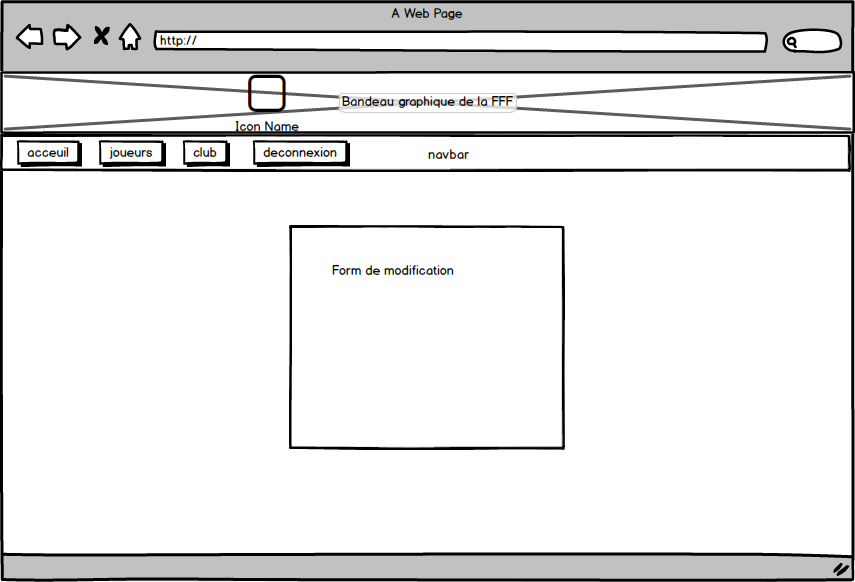 A Web Page
http://
Bandeau graphique de la FFF
Icon Name
acceuil
joueurs
club
deconnexion
navbar
Form de modification